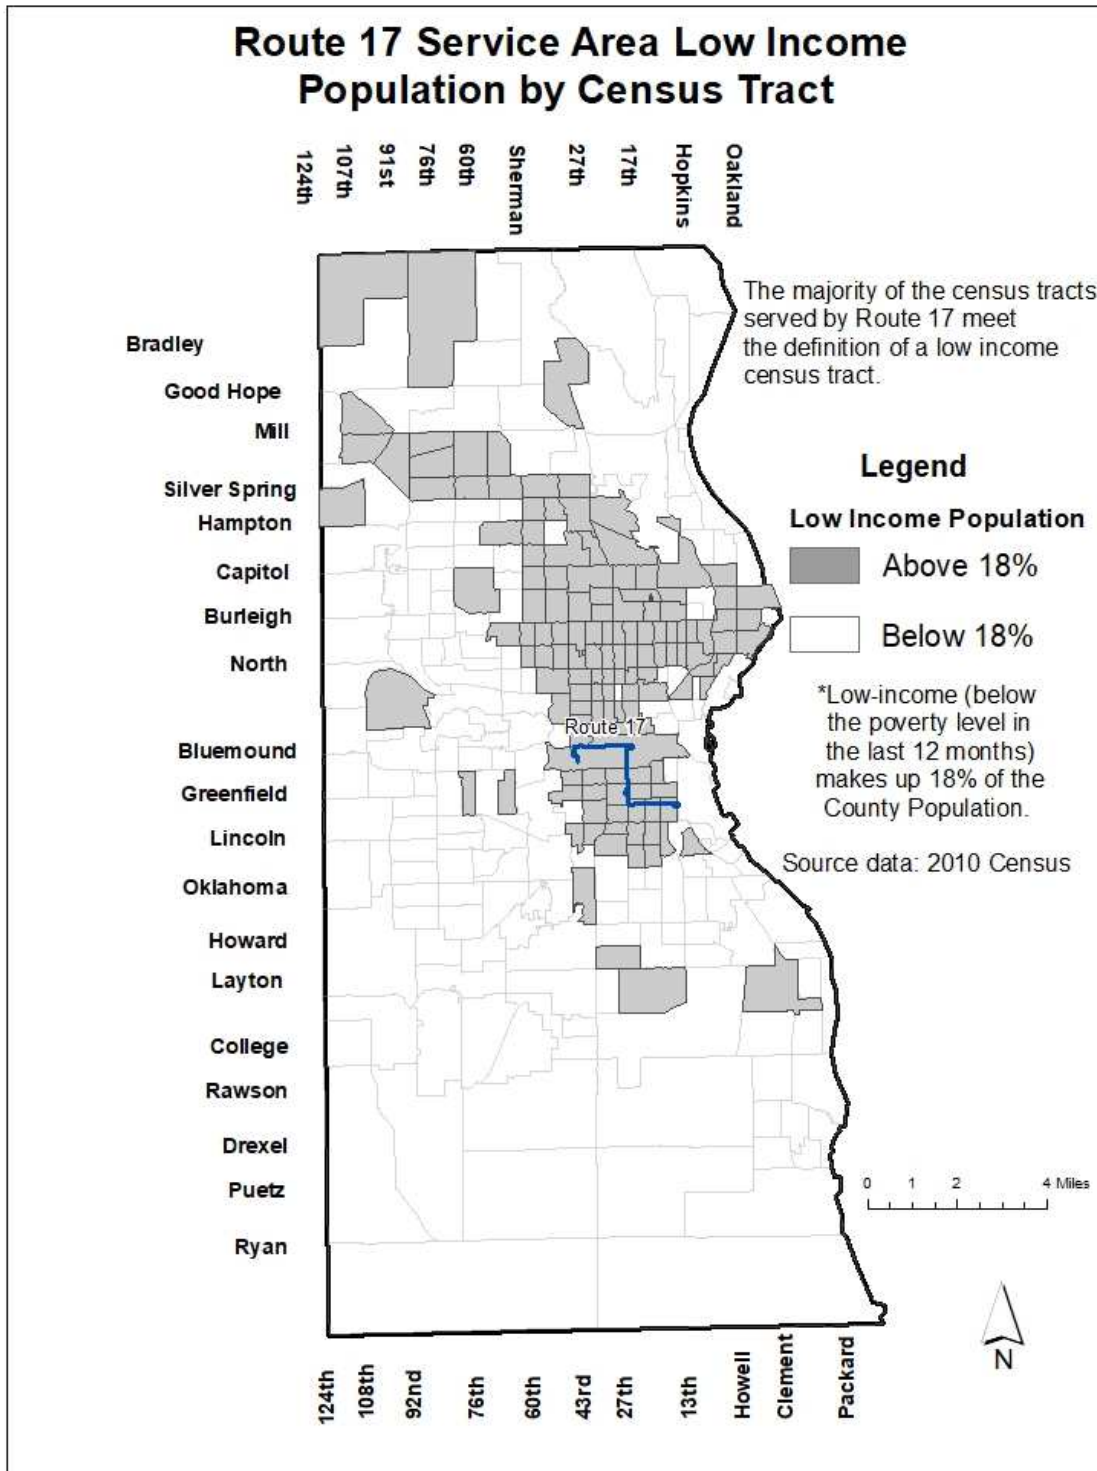 Route 17 Service Area Low Income
Population by Census Tract
124th
107th
91st
76th
60th
Sherman
27th
17th
Hopkins
Oakland
The majority of the census tracts
served by Route 17 meet
the definition of a low income
census tract.
Bradley
Good Hope
Mill
Silver Spring
Hampton
Capitol
Burleigh
North
Bluemound
Greenfield
Lincoln
Oklahoma
Howard
Layton
College
Rawson
Drexel
Puetz
Ryan
Route 17
Legend
Low Income Population
Above 18%
Below 18%
*Low-income (below
the poverty level in
the last 12 months)
makes up 18% of the
County Population.
Source data: 2010 Census
0 1 2 4 Miles
N
124th
108th
92nd
76th
60th
43rd
27th
13th
Howell
Clement
Packard